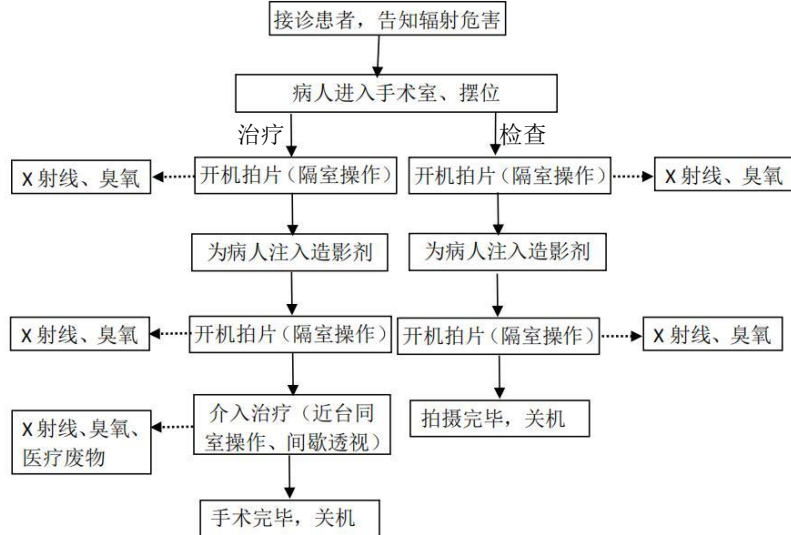 接诊患者，告知辐射危害
病人进入手术室、摆位
治疗
检查
X 射线、臭氧
开机拍片（隔室操作）
开机拍片（隔室操作）
X 射线、臭氧
为病人注入造影剂
为病人注入造影剂
X 射线、臭氧
开机拍片（隔室操作）
开机拍片（隔室操作）
X 射线、臭氧
X 射线、臭氧、
医疗废物
介入治疗（近台同
室操作、间歇透视）
拍摄完毕，关机
手术完毕，关机